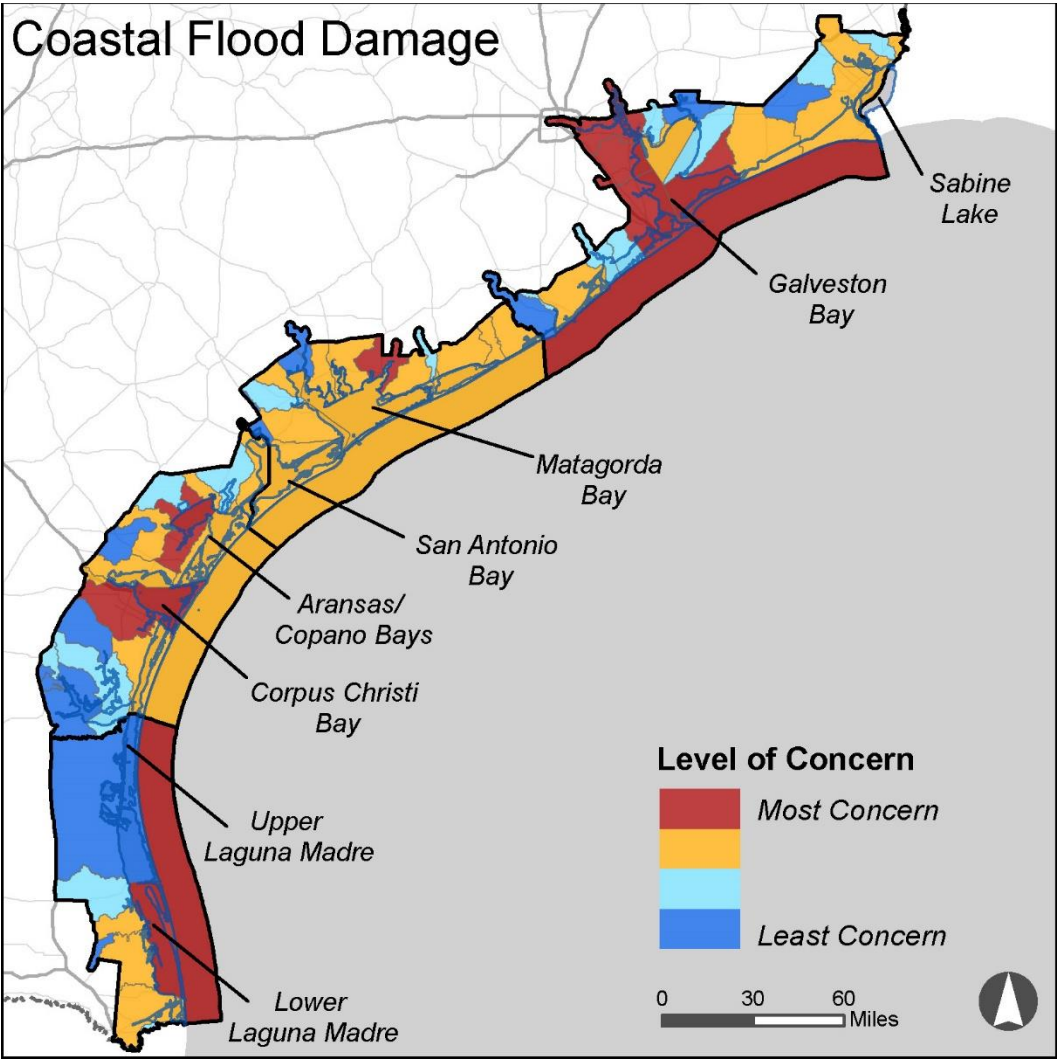 Coastal Flood Damage
Sabine
Lake
Galveston
Bay
Matagorda
Bay
San Antonio
Bay
Aransas/
Copano Bays
Corpus Christi
Bay
Upper
Laguna Madre
Lower
Laguna Madre
Level of Concern
Most Concern
Least Concern
0 30 60
Miles